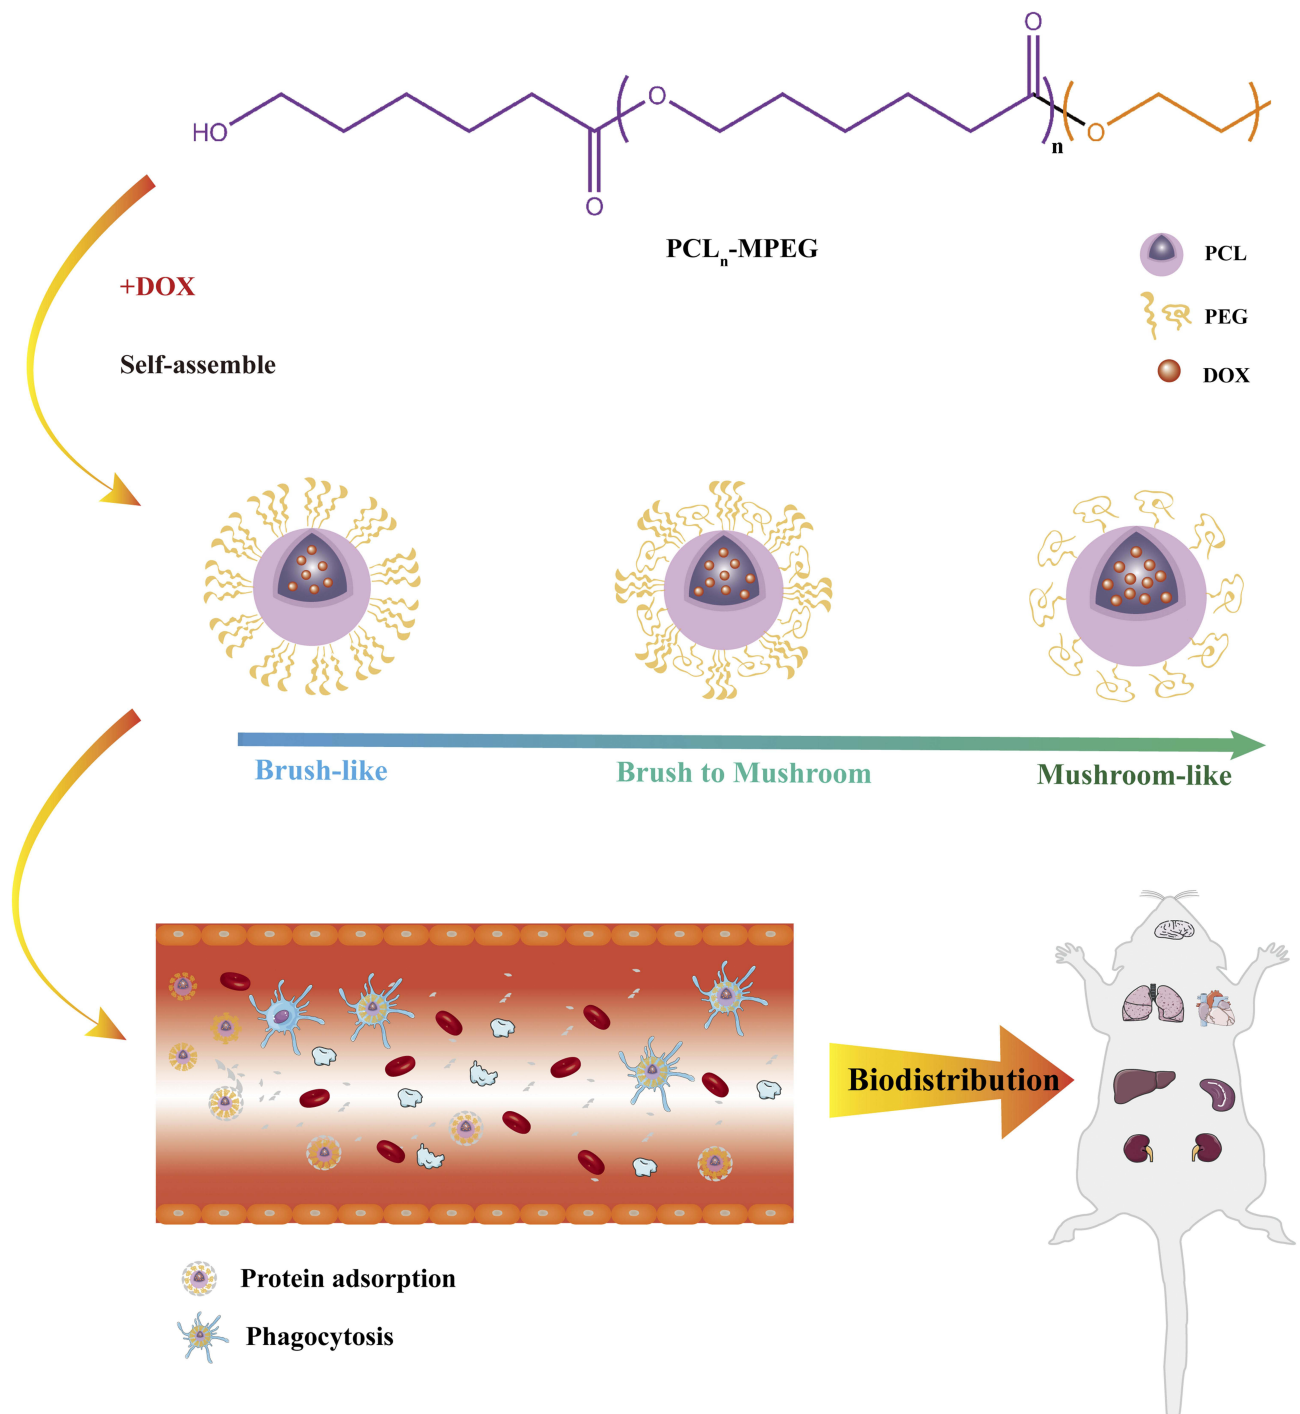 O
HO
O
O
O
n
PCLn-MPEG
PCL
PEG
DOX
+DOX
Self-assemble
Brush-like
Brush to Mushroom
Mushroom-like
Biodistribution
Protein adsorption
Phagocytosis